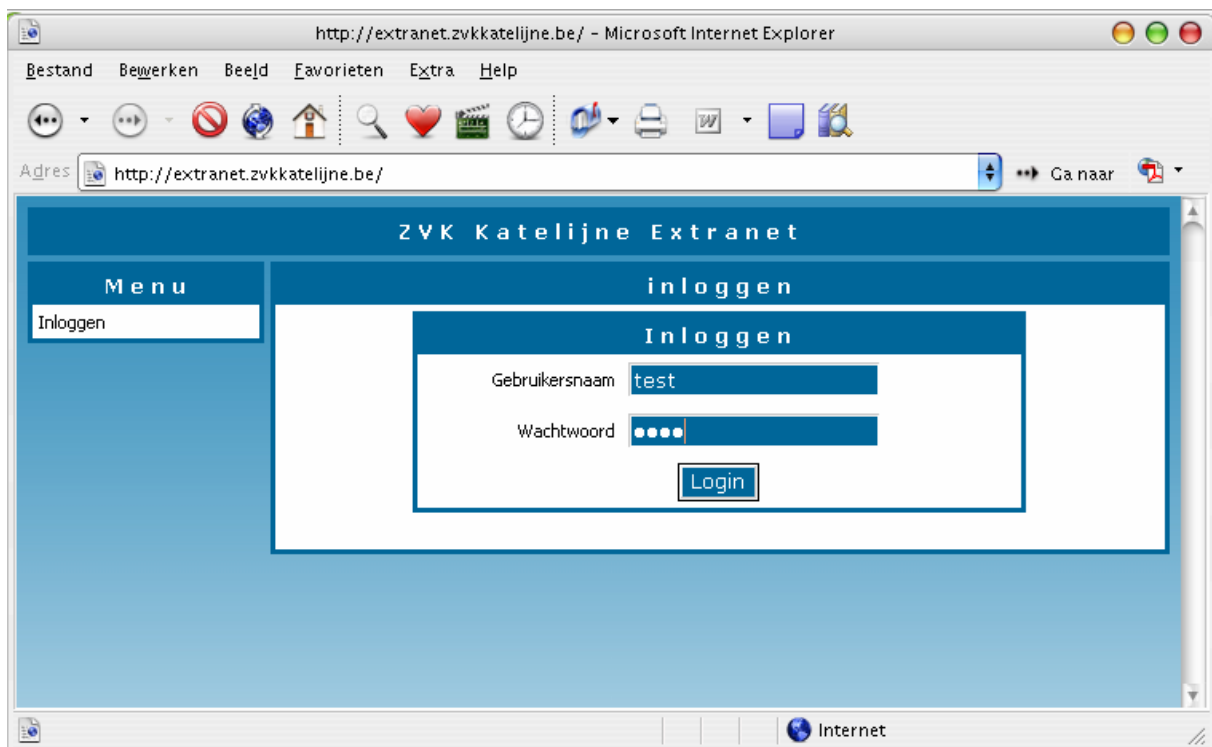 http://extranet.zvkkatelijne.be/ - Microsoft Internet Explorer
Bestand Bewerken Beeld Favorieten Extra Help
Adres http://extranet.zvkkatelijne.be/ Ga naar
ZVK Katelijne Extranet
Menu
Inloggen
inloggen
Inloggen
Gebruikersnaam test
Wachtwoord ••••
Login
Internet